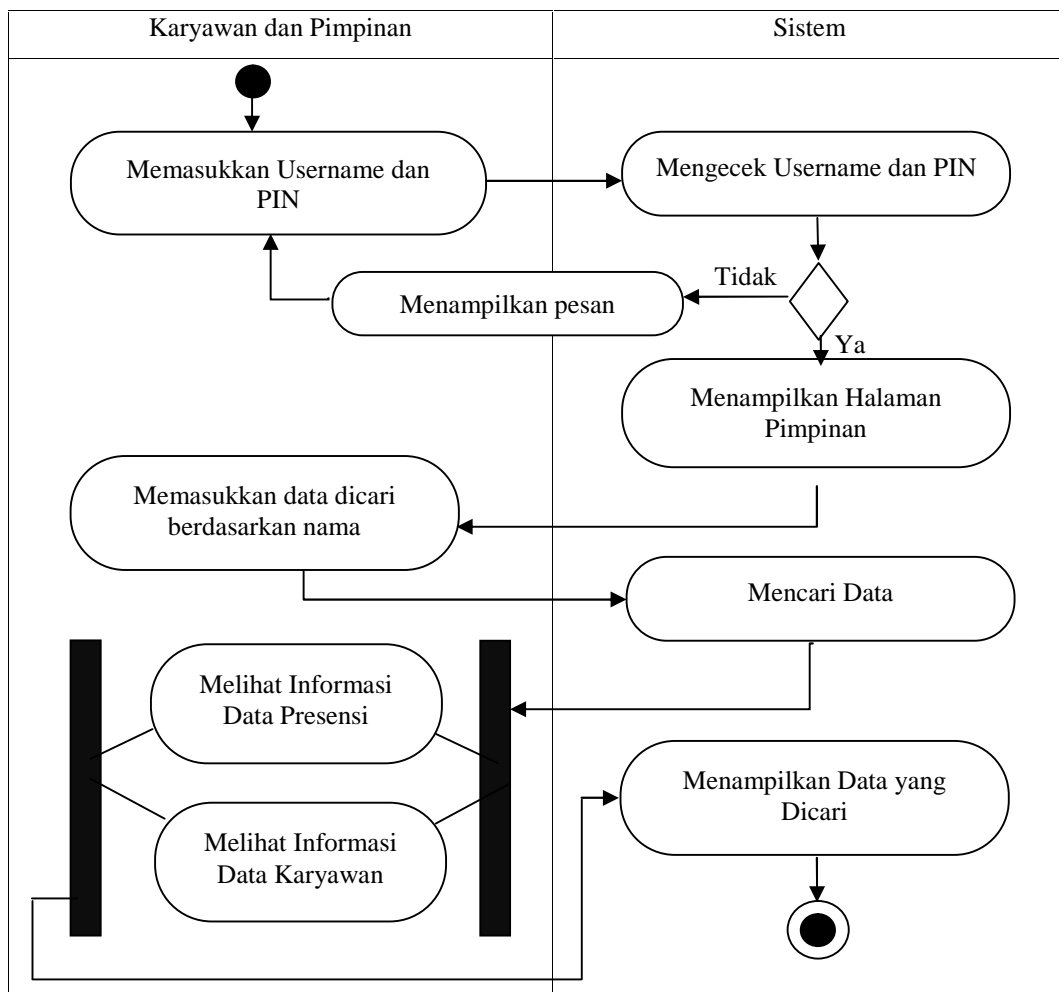 Karyawan dan Pimpinan
Sistem
Memasukkan Username dan
PIN
Mengecek Username dan PIN
Tidak
Menampilkan pesan
Ya
Menampilkan Halaman
Pimpinan
Memasukkan data dicari
berdasarkan nama
Mencari Data
Melihat Informasi
Data Presensi
Menampilkan Data yang
Dicari
Melihat Informasi
Data Karyawan